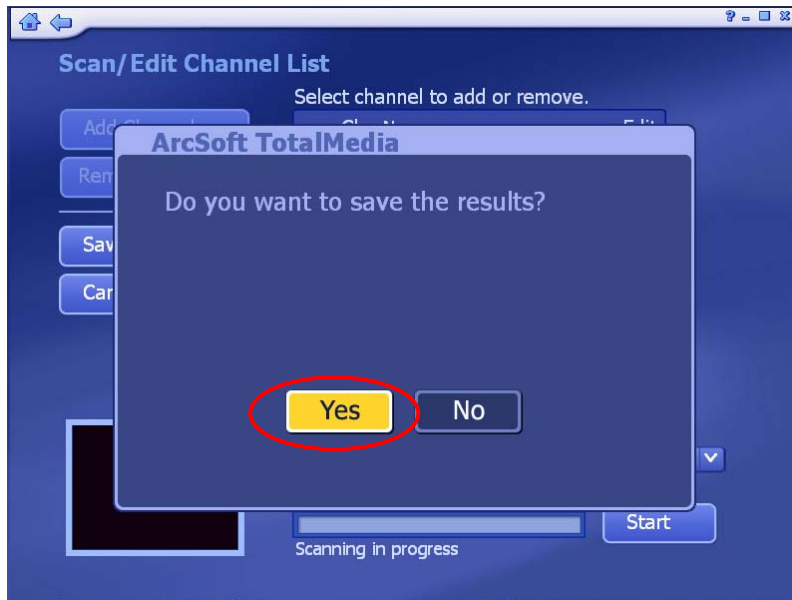 Scan/Edit Channel List
Select channel to add or remove.
ArcSoft TotalMedia
Do you want to save the results?
Yes
No
Start
Scanning in progress